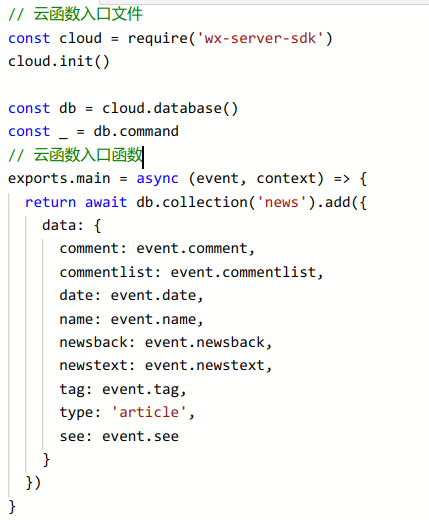 // 云函数入口文件
const cloud = require('wx-server-sdk')
cloud.init()
const db = cloud.database()
const _ = db.command
// 云函数入口函数
exports.main = async (event, context) => {
return await db.collection('news').add({
data: {
comment: event.comment,
commentlist: event.commentlist,
date: event.date,
name: event.name,
newsback: event.newsback,
newstext: event.newstext,
tag: event.tag,
type: 'article',
see: event.see
}
})
}